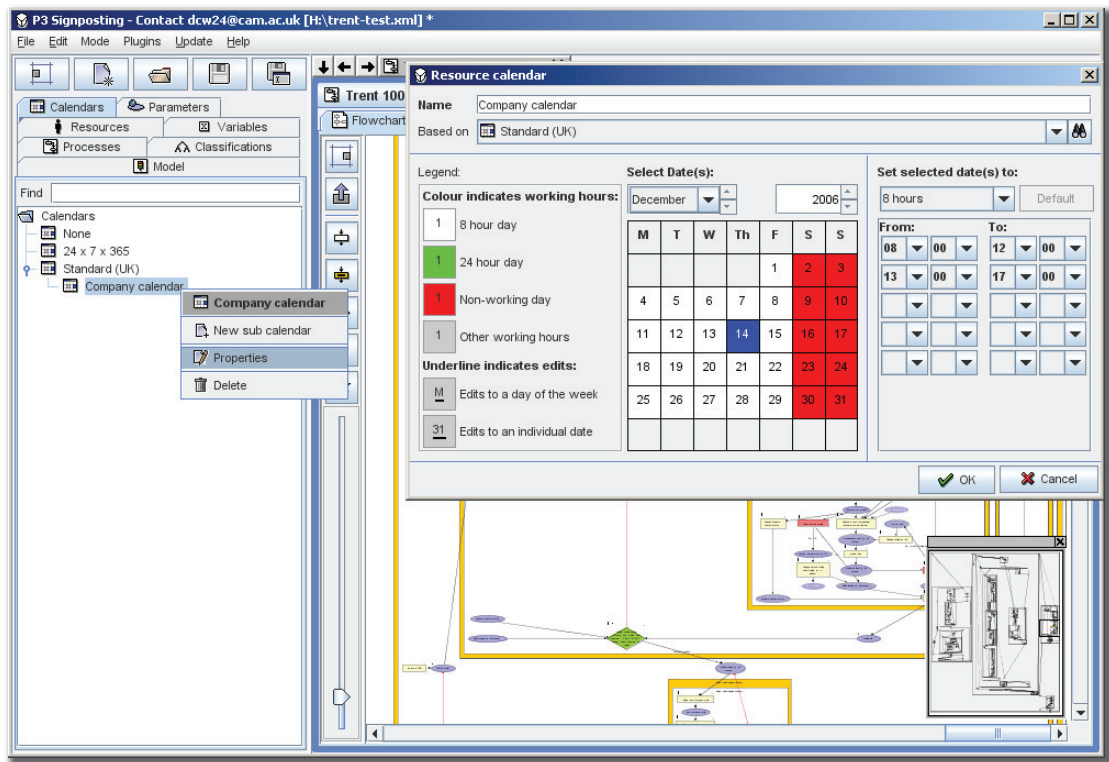 P3 Signposting - Contact dcw24@cam.ac.uk [H:\trent-test.xml] *
File Edit Mode Plugins Update Help
Calendars Parameters
Resources Variables
Processes Classifications
Model
Find
Calendars
None
24 x 7 x 365
Standard (UK)
Company calendar
Company calendar
New sub calendar
Properties
Delete
Trent 100
Flowchart
Resource calendar
Name Company calendar
Based on Standard (UK)
Legend:
Colour indicates working hours:
1 8 hour day
1 24 hour day
1 Non-working day
1 Other working hours
Underline indicates edits:
M Edits to a day of the week
31 Edits to an individual date
Select Date(s):
December 2006
M T W Th F S S
1 2 3
4 5 6 7 8 9 10
11 12 13 14 15 16 17
18 19 20 21 22 23 24
25 26 27 28 29 30 31
Set selected date(s) to:
8 hours Default
From: To:
08 00 12 00
13 00 17 00
OK Cancel